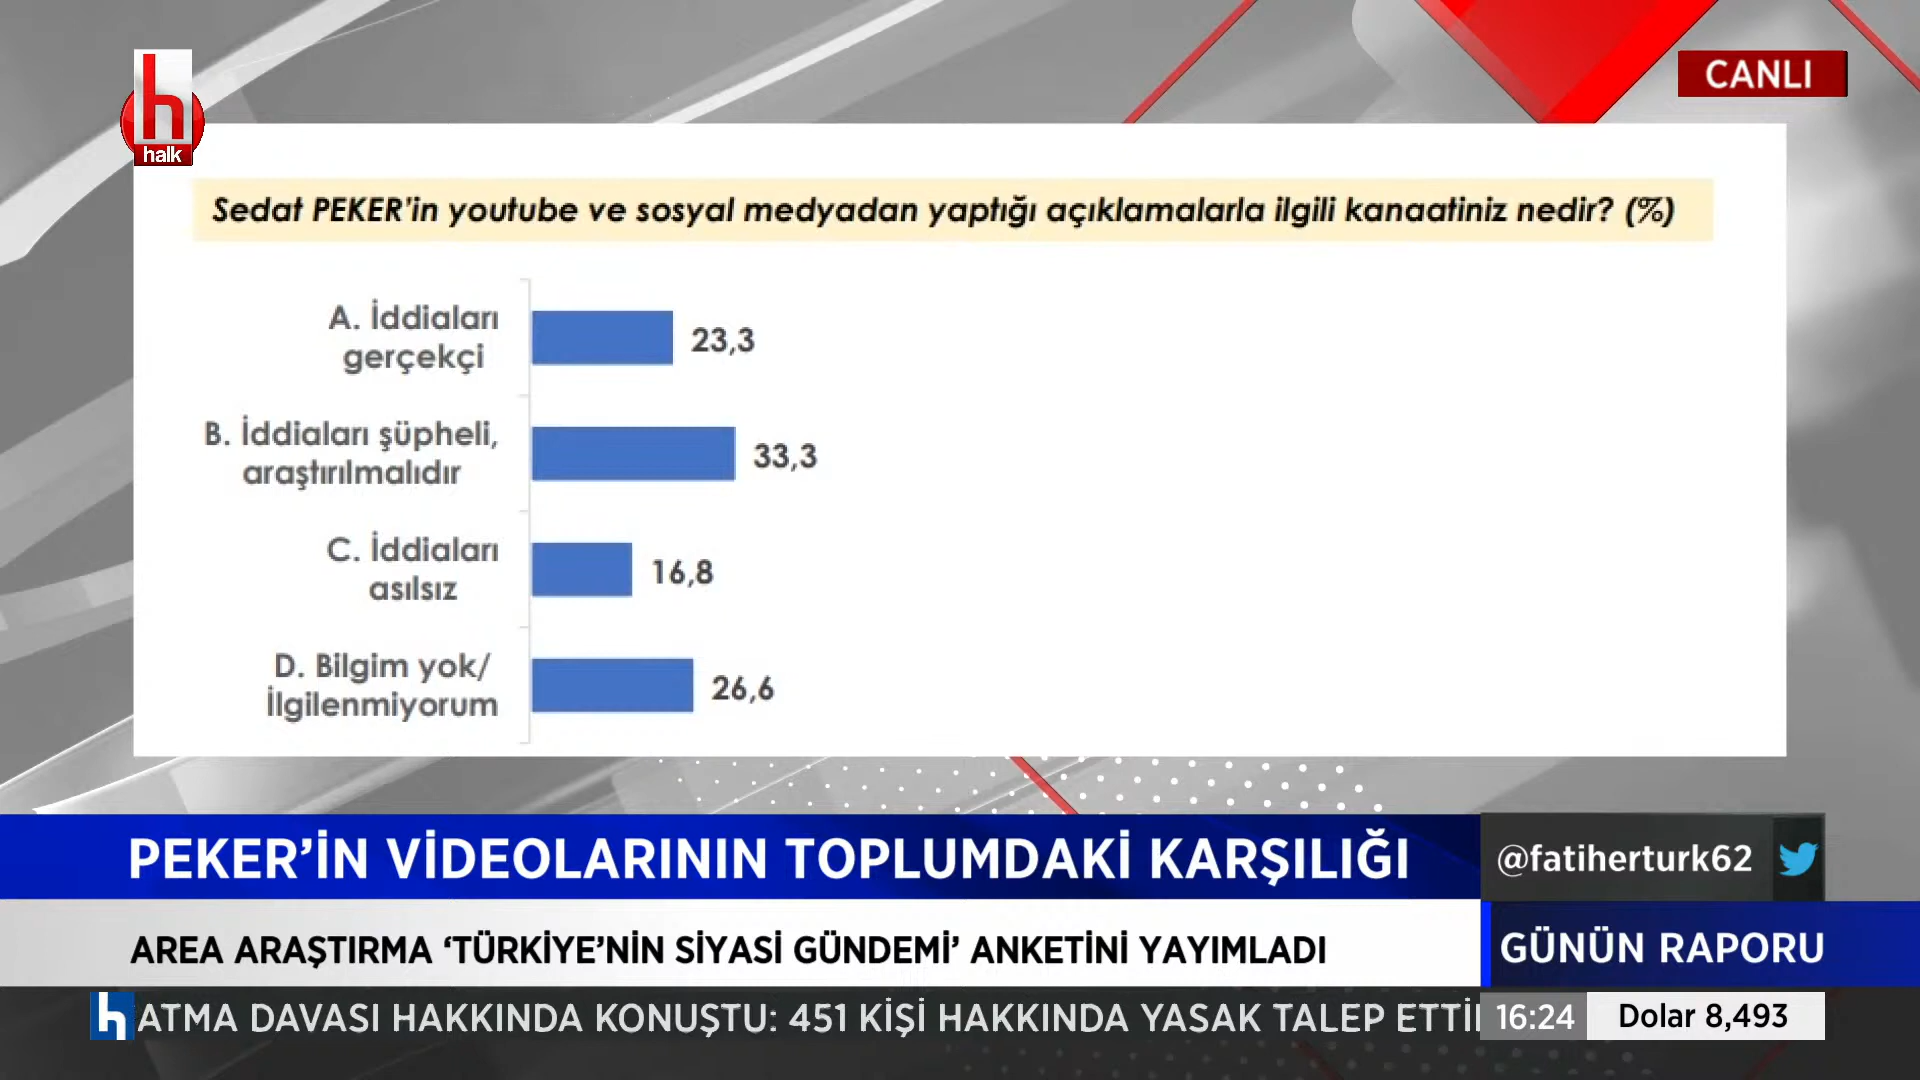 h
halk
CANLI
Sedat PEKER'in youtube ve sosyal medyadan yaptığı açıklamalarla ilgili kanaatiniz nedir? (%)
A. İddiaları
gerçekçi
23,3
B. İddiaları şüpheli,
araştırılmalıdır
33,3
C. İddiaları
asılsız
16,8
D. Bilgim yok/
İlgilenmiyorum
26,6
PEKER'İN VİDEOLARININ TOPLUMDAKİ KARŞILIĞI
@fatiherturk62
AREA ARAŞTIRMA ‘TÜRKİYE’NİN SİYASİ GÜNDEMİ’ ANKETİNİ YAYIMLADI
GÜNÜN RAPORU
h ATMA DAVASI HAKKINDA KONUŞTU: 451 KİŞİ HAKKINDA YASAK TALEP ETTİ
16:24 Dolar 8,493